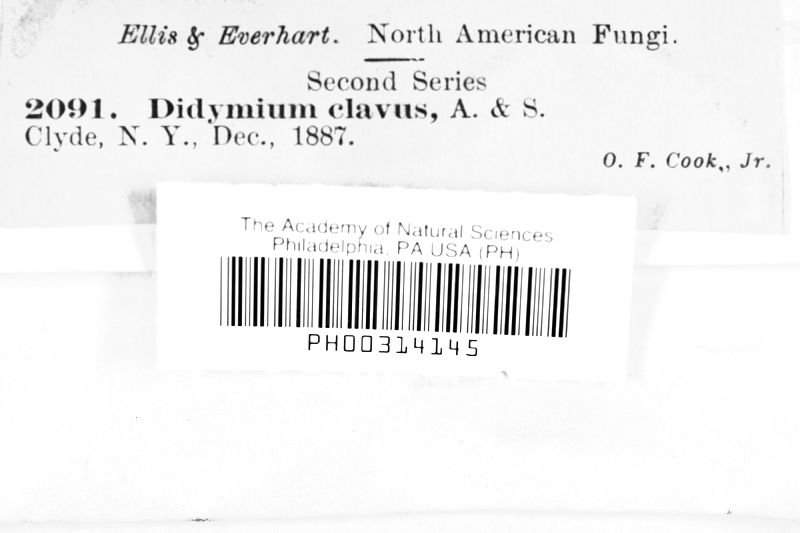 Ellis & Everhart. North American Fungi.
Second Series
2091. Didymium clavus, A. & S.
Clyde, N. Y., Dec., 1887.
O. F. Cook,, Jr.
The Academy of Natural Sciences
Philadelphia, PA USA (PH)
PH00314145